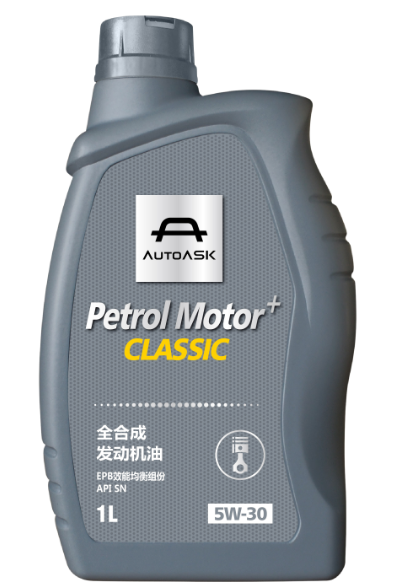 AUTOASK
Petrol Motor+
CLASSIC
全合成
发动机油
EPB效能均衡组份
API SN
1L
5W-30